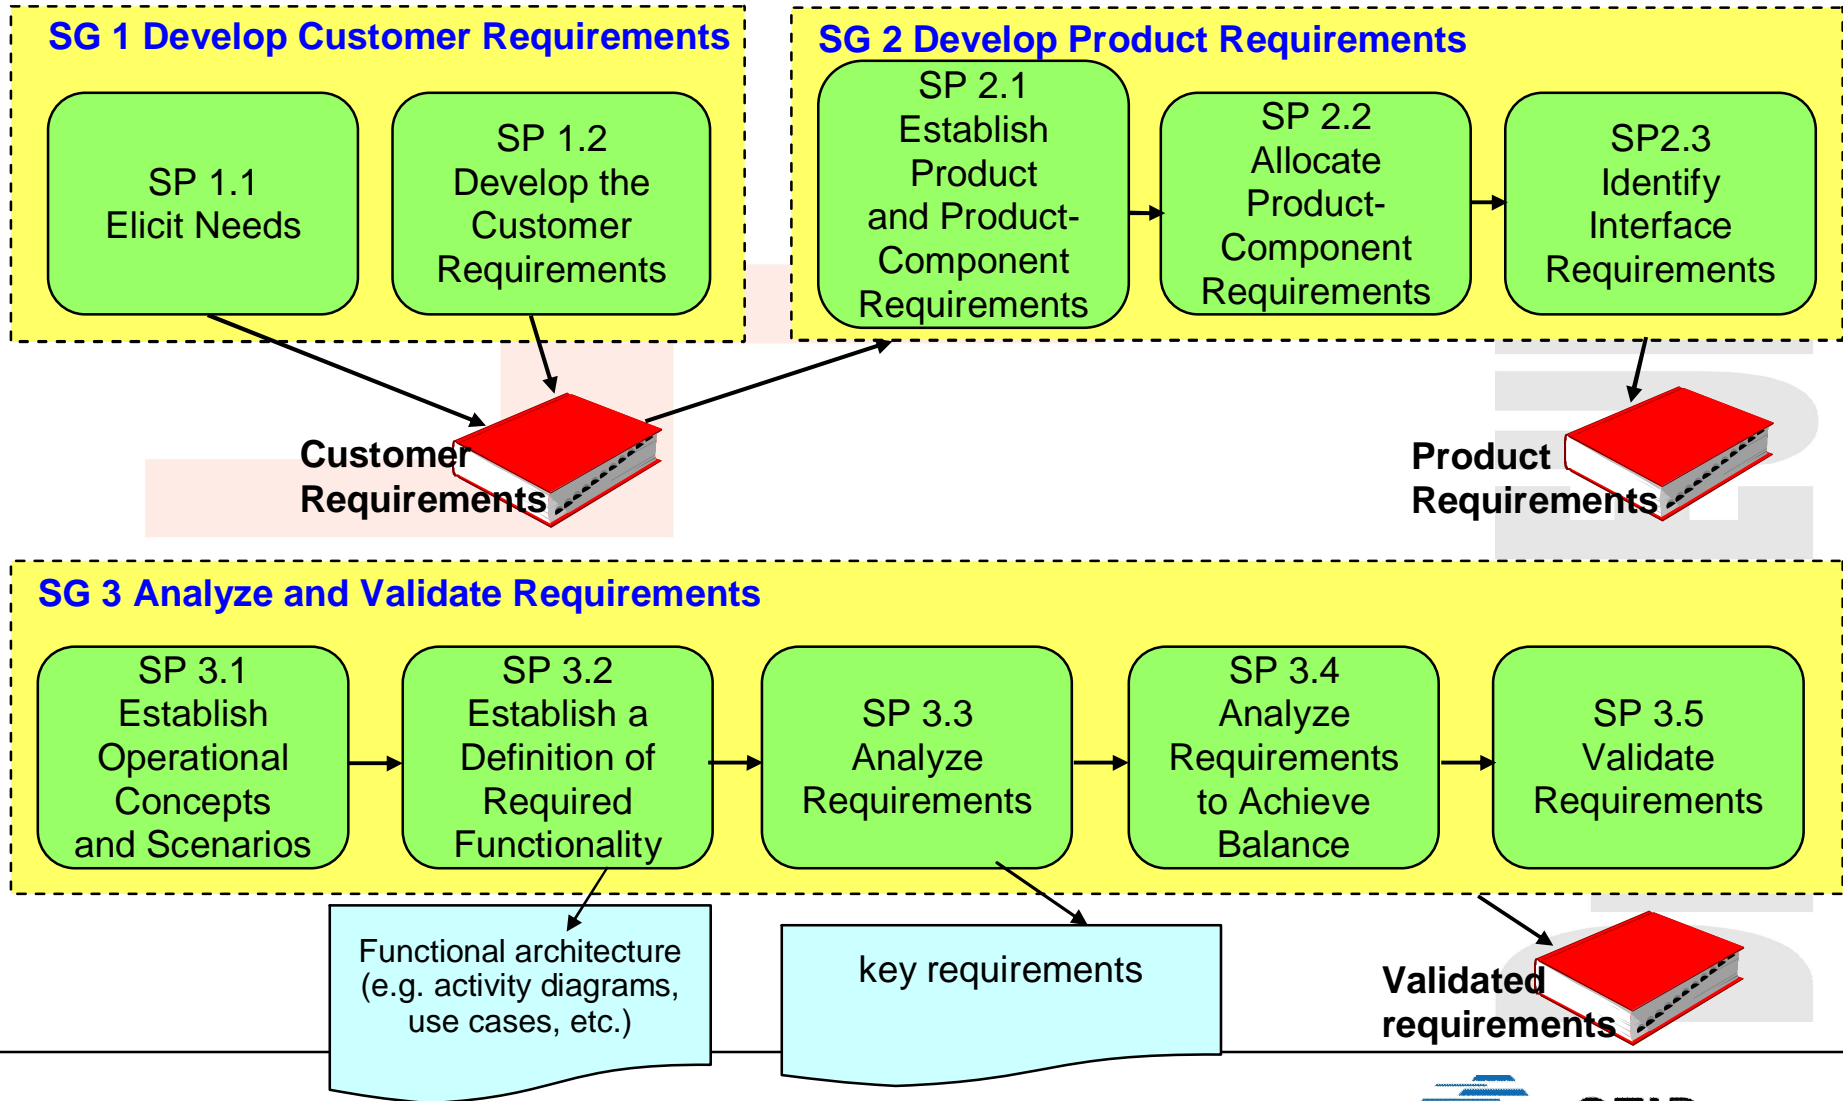 SG 1 Develop Customer Requirements
SP 1.1
Elicit Needs
SP 1.2
Develop the
Customer
Requirements
SG 2 Develop Product Requirements
SP 2.1
Establish
Product
and Product-
Component
Requirements
SP 2.2
Allocate
Product-
Component
Requirements
SP2.3
Identify
Interface
Requirements
Customer
Requirements
Product
Requirements
SG 3 Analyze and Validate Requirements
SP 3.1
Establish
Operational
Concepts
and Scenarios
SP 3.2
Establish a
Definition of
Required
Functionality
SP 3.3
Analyze
Requirements
SP 3.4
Analyze
Requirements
to Achieve
Balance
SP 3.5
Validate
Requirements
Functional architecture
(e.g. activity diagrams,
use cases, etc.)
key requirements
Validated
requirements